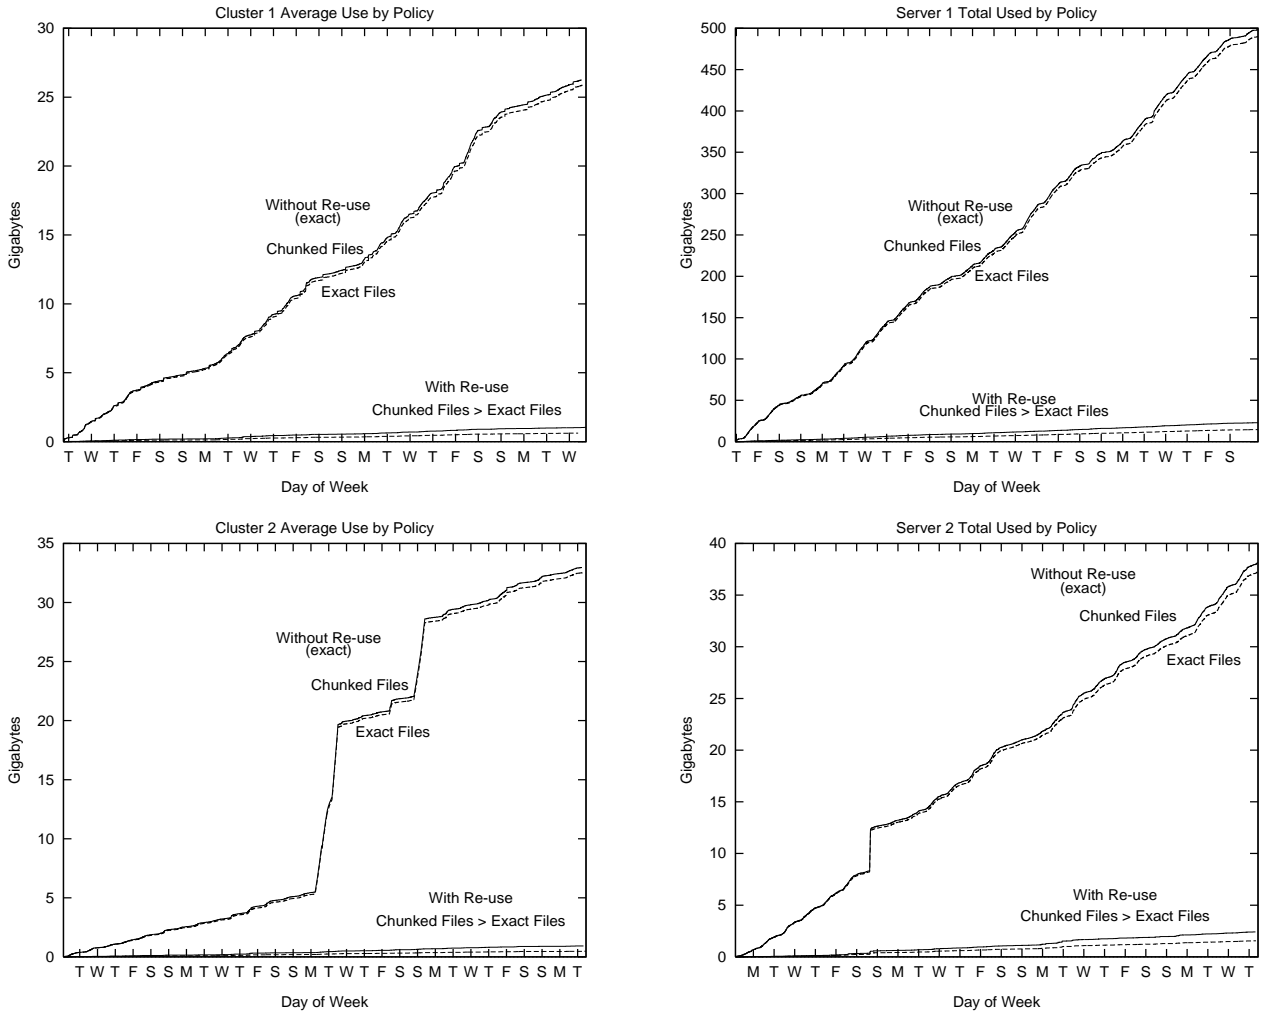 Cluster 1 Average Use by Policy
30
25
20
15
10
5
0
Gigabytes
Without Re-use
(exact)
Chunked Files
Exact Files
With Re-use
Chunked Files > Exact Files
T W T F S S M T W T F S S M T W T F S S M T W
Day of Week
Server 1 Total Used by Policy
500
450
400
350
300
250
200
150
100
50
0
Gigabytes
Without Re-use
(exact)
Chunked Files
Exact Files
With Re-use
Chunked Files > Exact Files
T F S S M T W T F S S M T W T F S S M T W T F S
Day of Week
Cluster 2 Average Use by Policy
35
30
25
20
15
10
5
0
Gigabytes
Without Re-use
(exact)
Chunked Files
Exact Files
With Re-use
Chunked Files > Exact Files
T W T F S S M T W T F S S M T W T F S S M T W T F S S M T
Day of Week
Server 2 Total Used by Policy
40
35
30
25
20
15
10
5
0
Gigabytes
Without Re-use
(exact)
Chunked Files
Exact Files
With Re-use
Chunked Files > Exact Files
M T W T F S S M T W T F S S M T W T F S S M T W T
Day of Week